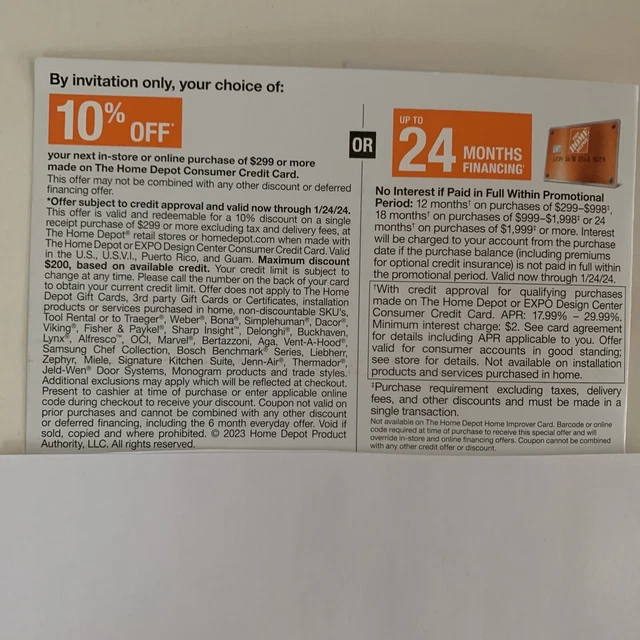 By invitation only, your choice of:
10% OFF*
your next in-store or online purchase of $299 or more
made on The Home Depot Consumer Credit Card.
This offer may not be combined with any other discount or deferred
financing offer.
*Offer subject to credit approval and valid now through 1/24/24.
This offer is valid and redeemable for a 10% discount on a single
receipt purchase of $299 or more excluding tax and delivery fees, at
The Home Depot® retail stores or homedepot.com when made with
The Home Depot or EXPO Design Center Consumer Credit Card. Valid
in the U.S., U.S.V.I., Puerto Rico, and Guam. Maximum discount
$200, based on available credit. Your credit limit is subject to
change at any time. Please call the number on the back of your card
to obtain your current credit limit. Offer does not apply to The Home
Depot Gift Cards, 3rd party Gift Cards or Certificates, installation
products or services purchased in home, non-discountable SKU's,
Tool Rental or to Traeger®, Weber®, Bona®, Simplehuman®, Dacor®,
Viking®, Fisher & Paykel®, Sharp Insight™, Delonghi®, Buckhaven,
Lynx®, Alfresco™, OCI, Marvel®, Bertazzoni, Aga, Vent-A-Hood®,
Samsung Chef Collection, Bosch Benchmark® Series, Liebherr,
Zephyr, Miele, Signature Kitchen Suite, Jenn-Air®, Thermador®,
Jeld-Wen® Door Systems, Monogram products and trade styles.
Additional exclusions may apply which will be reflected at checkout.
Present to cashier at time of purchase or enter applicable online
code during checkout to receive your discount. Coupon not valid on
prior purchases and cannot be combined with any other discount
or deferred financing, including the 6 month everyday offer. Void if
sold, copied and where prohibited. © 2023 Home Depot Product
Authority, LLC. All rights reserved.
OR
UP TO
24 MONTHS
FINANCING†
No Interest if Paid in Full Within Promotional
Period: 12 months† on purchases of $299–$998‡,
18 months† on purchases of $999–$1,998‡ or 24
months† on purchases of $1,999‡ or more. Interest
will be charged to your account from the purchase
date if the purchase balance (including premiums
for optional credit insurance) is not paid in full within
the promotional period. Valid now through 1/24/24.
†With credit approval for qualifying purchases
made on The Home Depot or EXPO Design Center
Consumer Credit Card. APR: 17.99% – 29.99%.
Minimum interest charge: $2. See card agreement
for details including APR applicable to you. Offer
valid for consumer accounts in good standing;
see store for details. Not available on installation
products and services purchased in home.
‡Purchase requirement excluding taxes, delivery
fees, and other discounts and must be made in a
single transaction.
Not available on The Home Depot Home Improver Card. Barcode or online
code required at time of purchase to receive this special offer and will
override in-store and online financing offers. Coupon cannot be combined
with any other credit offer or discount.